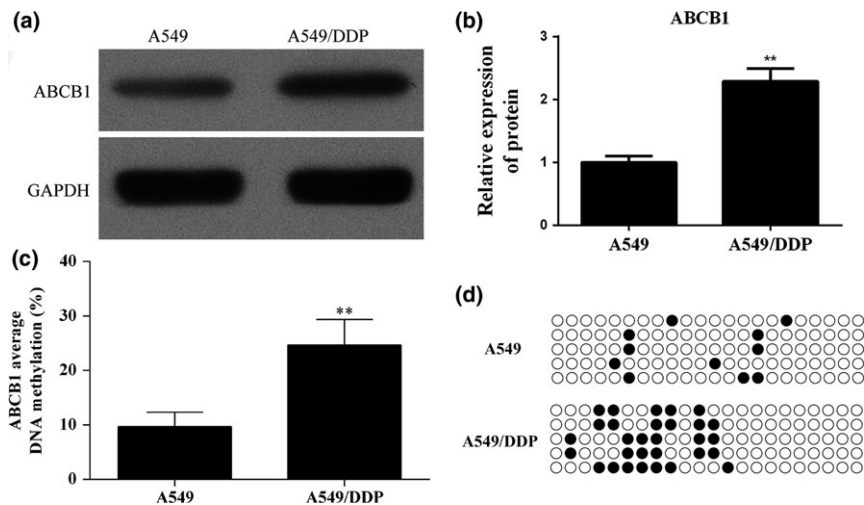 (a)
A549 A549/DDP
ABCB1
GAPDH
(b)
ABCB1
Relative expression
of protein
3
2
1
0
**
A549 A549/DDP
(c)
ABCB1 average
DNA methylation (%)
40
30
20
10
0
**
A549 A549/DDP
(d)
A549
A549/DDP